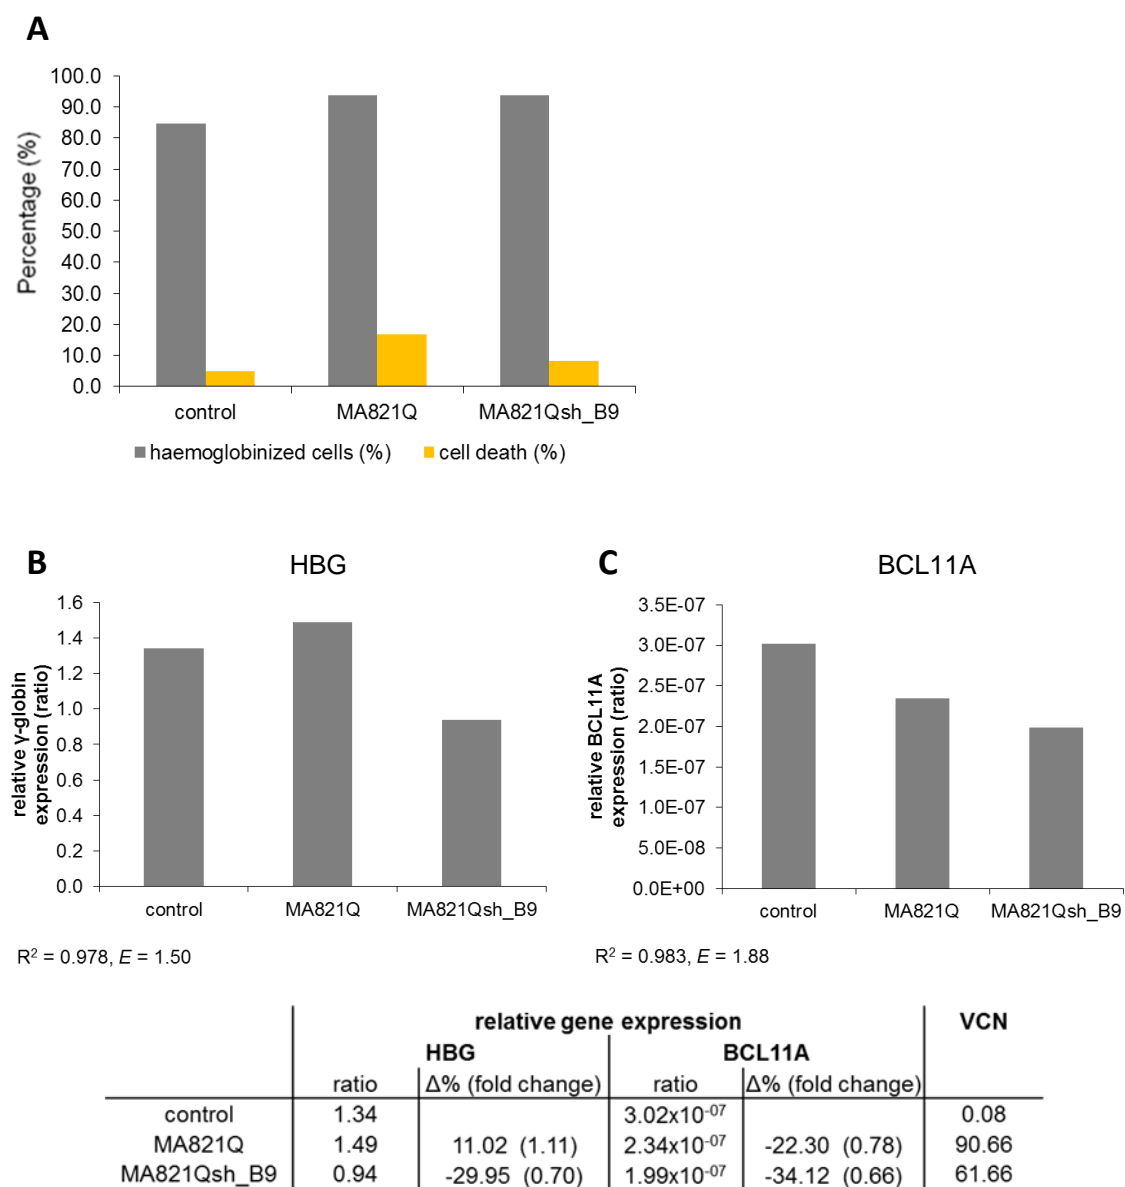 A
Percentage (%)
100.0
90.0
80.0
70.0
60.0
50.0
40.0
30.0
20.0
10.0
0.0
control MA821Q MA821Qsh_B9
haemoglobinized cells (%) cell death (%)
B HBG
relative γ-globin
expression (ratio)
1.6
1.4
1.2
1.0
0.8
0.6
0.4
0.2
0.0
control MA821Q MA821Qsh_B9
R² = 0.978, E = 1.50
C BCL11A
relative BCL11A
expression (ratio)
3.5E-07
3.0E-07
2.5E-07
2.0E-07
1.5E-07
1.0E-07
5.0E-08
0.0E+00
control MA821Q MA821Qsh_B9
R² = 0.983, E = 1.88
relative gene expression VCN
HBG BCL11A
ratio Δ% (fold change) ratio Δ% (fold change)
control 1.34 3.02x10⁻⁰⁷ 0.08
MA821Q 1.49 11.02 (1.11) 2.34x10⁻⁰⁷ -22.30 (0.78) 90.66
MA821Qsh_B9 0.94 -29.95 (0.70) 1.99x10⁻⁰⁷ -34.12 (0.66) 61.66